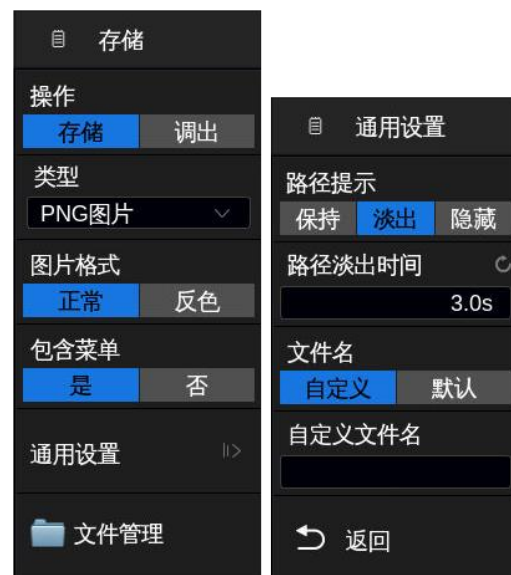 存储
操作
存储 调出
类型
PNG图片
图片格式
正常 反色
包含菜单
是 否
通用设置
文件管理
通用设置
路径提示
保持 淡出 隐藏
路径淡出时间
3.0s
文件名
自定义 默认
自定义文件名
返回